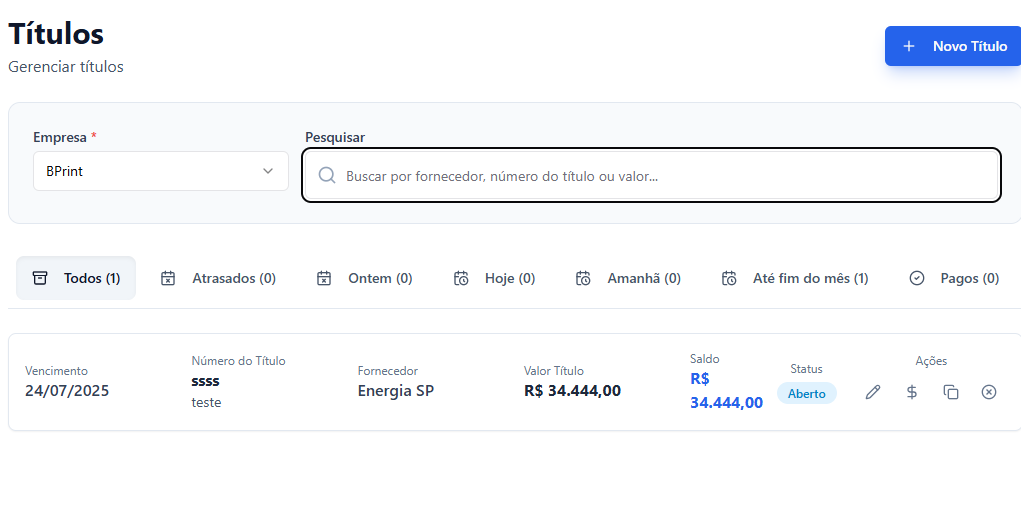 Títulos
Gerenciar títulos
Novo Título
Empresa *
Pesquisar
BPrint
Buscar por fornecedor, número do título ou valor...
Todos (1)
Atrasados (0)
Ontem (0)
Hoje (0)
Amanhã (0)
Até fim do mês (1)
Pagos (0)
Vencimento
24/07/2025
Número do Título
ssss
teste
Fornecedor
Energia SP
Valor Título
R$ 34.444,00
Saldo
R$
34.444,00
Status
Aberto
Ações